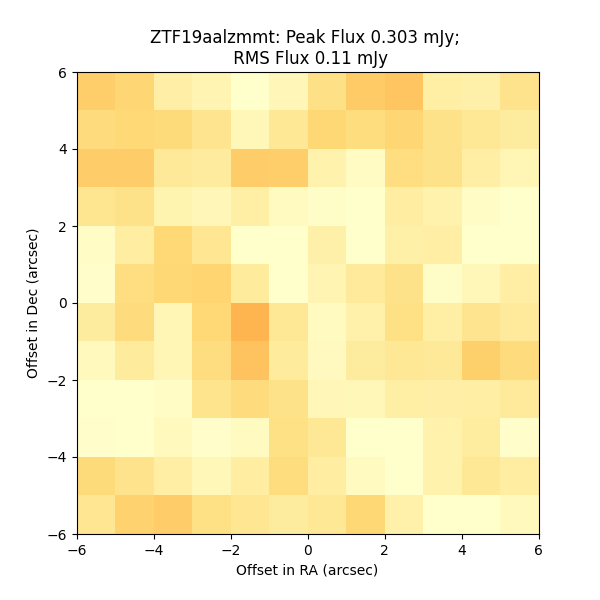 ZTF19aalzmmt: Peak Flux 0.303 mJy;
RMS Flux 0.11 mJy
6
4
2
0
−2
−4
−6
Offset in Dec (arcsec)
−6 −4 −2 0 2 4 6
Offset in RA (arcsec)